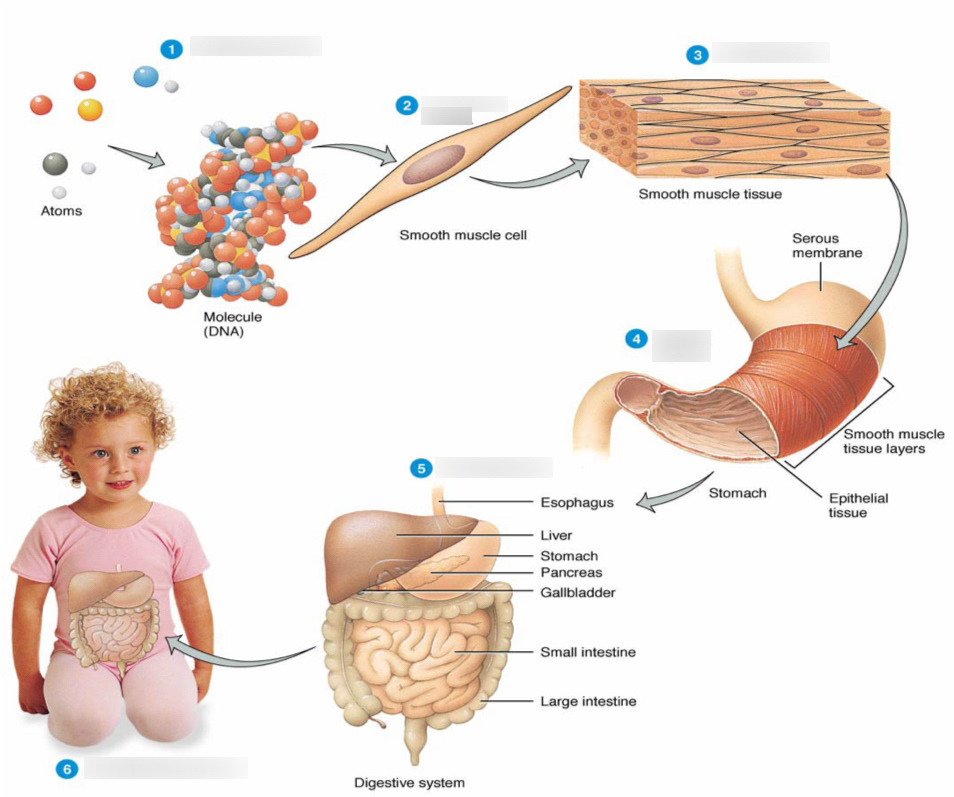 1
3
2
Atoms
Smooth muscle tissue
Smooth muscle cell
Serous
membrane
Molecule
(DNA)
4
Smooth muscle
tissue layers
5
Stomach
Epithelial
tissue
Esophagus
Liver
Stomach
Pancreas
Gallbladder
Small intestine
Large intestine
6
Digestive system